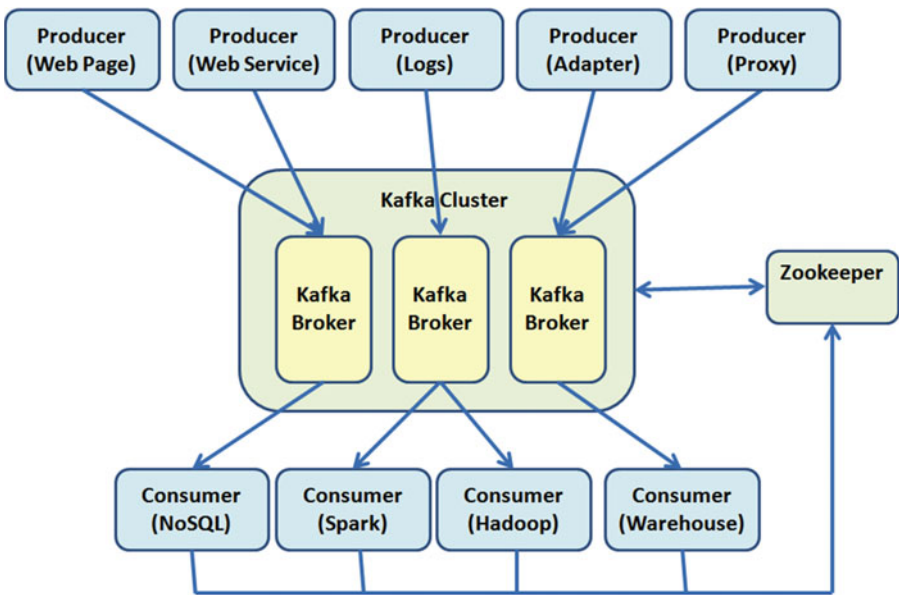 Producer
(Web Page)
Producer
(Web Service)
Producer
(Logs)
Producer
(Adapter)
Producer
(Proxy)
Kafka Cluster
Kafka
Broker
Kafka
Broker
Kafka
Broker
Zookeeper
Consumer
(NoSQL)
Consumer
(Spark)
Consumer
(Hadoop)
Consumer
(Warehouse)